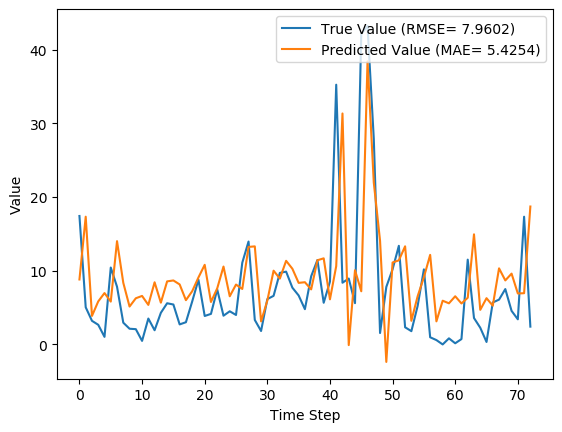 True Value (RMSE= 7.9602)
Predicted Value (MAE= 5.4254)
40
30
20
10
0
Value
0 10 20 30 40 50 60 70
Time Step